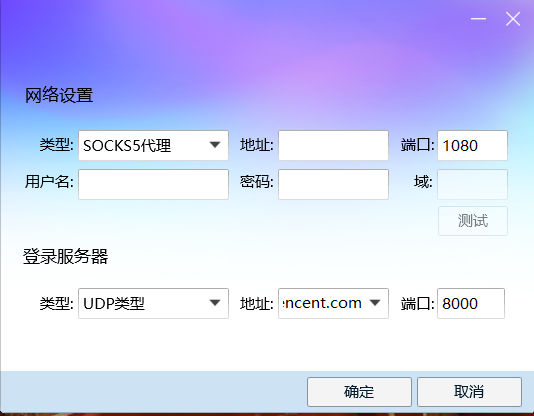 网络设置
类型: SOCKS5代理 地址: 端口: 1080
用户名: 密码: 域:
测试
登录服务器
类型: UDP类型 地址: encent.com 端口: 8000
确定 取消